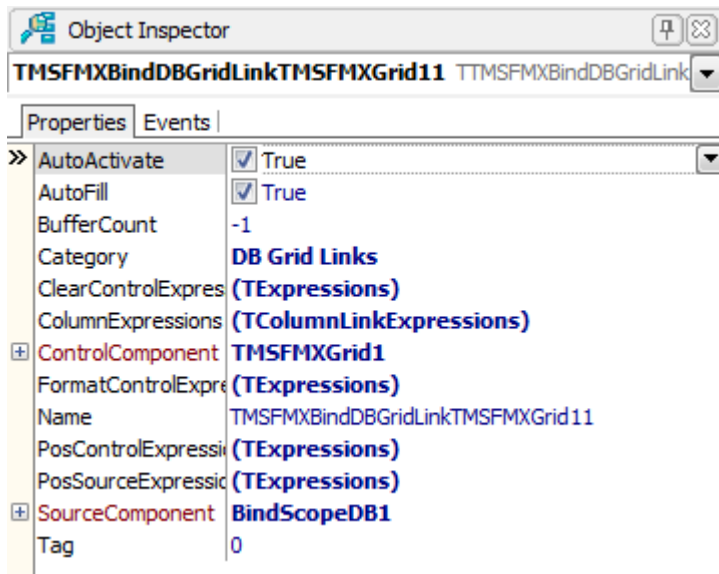 Object Inspector
TMSFMXBindDBGridLinkTMSFMXGrid11 TTMSFMXBindDBGridLink
Properties Events
AutoActivate True
AutoFill True
BufferCount -1
Category DB Grid Links
ClearControlExpres (TExpressions)
ColumnExpressions (TColumnLinkExpressions)
ControlComponent TMSFMXGrid1
FormatControlExpre (TExpressions)
Name TMSFMXBindDBGridLinkTMSFMXGrid11
PosControlExpressi (TExpressions)
PosSourceExpressic (TExpressions)
SourceComponent BindScopeDB1
Tag 0